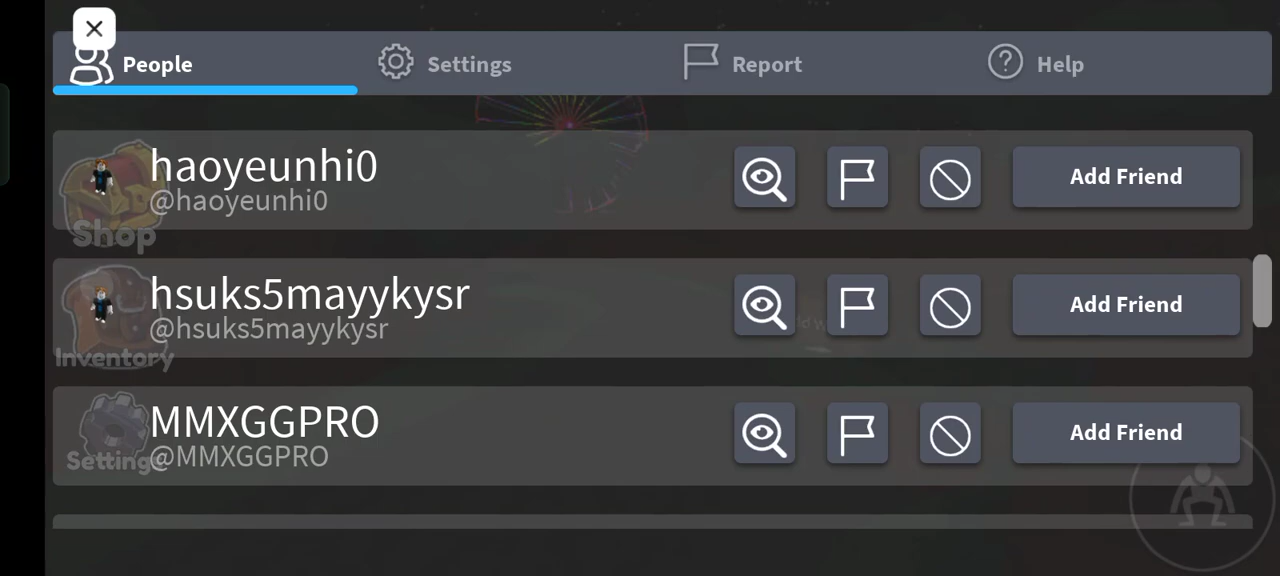 People
Settings
Report
Help
haoyeunhi0
@haoyeunhi0
Add Friend
Shop
hsuks5mayykysr
@hsuks5mayykysr
Add Friend
Inventory
MMXGGPRO
@MMXGGPRO
Add Friend
Settings